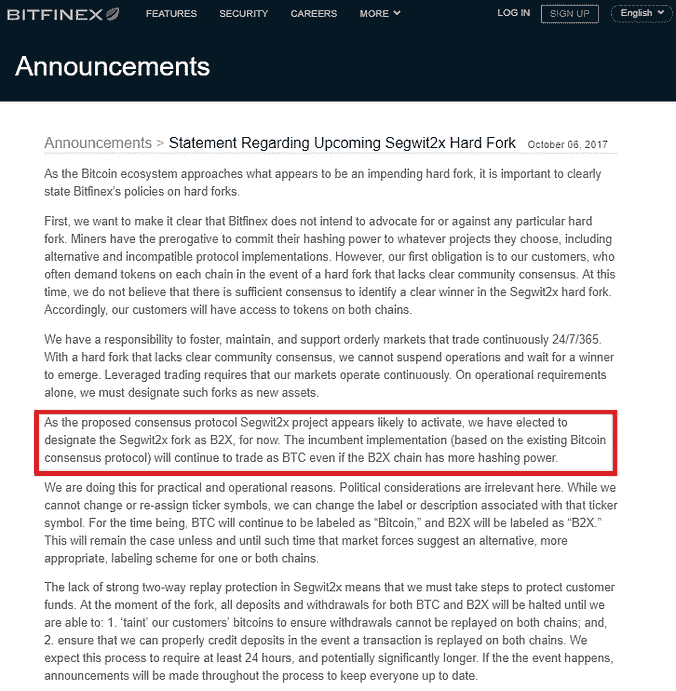 BITFINEX FEATURES SECURITY CAREERS MORE LOG IN SIGN UP English
Announcements
Announcements > Statement Regarding Upcoming Segwit2x Hard Fork October 06, 2017
As the Bitcoin ecosystem approaches what appears to be an impending hard fork, it is important to clearly
state Bitfinex's policies on hard forks.
First, we want to make it clear that Bitfinex does not intend to advocate for or against any particular hard
fork. Miners have the prerogative to commit their hashing power to whatever projects they choose, including
alternative and incompatible protocol implementations. However, our first obligation is to our customers, who
often demand tokens on each chain in the event of a hard fork that lacks clear community consensus. At this
time, we do not believe that there is sufficient consensus to identify a clear winner in the Segwit2x hard fork.
Accordingly, our customers will have access to tokens on both chains.
We have a responsibility to foster, maintain, and support orderly markets that trade continuously 24/7/365.
With a hard fork that lacks clear community consensus, we cannot suspend operations and wait for a winner
to emerge. Leveraged trading requires that our markets operate continuously. On operational requirements
alone, we must designate such forks as new assets.
As the proposed consensus protocol Segwit2x project appears likely to activate, we have elected to
designate the Segwit2x fork as B2X, for now. The incumbent implementation (based on the existing Bitcoin
consensus protocol) will continue to trade as BTC even if the B2X chain has more hashing power.
We are doing this for practical and operational reasons. Political considerations are irrelevant here. While we
cannot change or re-assign ticker symbols, we can change the label or description associated with that ticker
symbol. For the time being, BTC will continue to be labeled as “Bitcoin,” and B2X will be labeled as “B2X.”
This will remain the case unless and until such time that market forces suggest an alternative, more
appropriate, labeling scheme for one or both chains.
The lack of strong two-way replay protection in Segwit2x means that we must take steps to protect customer
funds. At the moment of the fork, all deposits and withdrawals for both BTC and B2X will be halted until we
are able to: 1. ‘taint’ our customers’ bitcoins to ensure withdrawals cannot be replayed on both chains; and,
2. ensure that we can properly credit deposits in the event a transaction is replayed on both chains. We
expect this process to require at least 24 hours, and potentially significantly longer. If the the event happens,
announcements will be made throughout the process to keep everyone up to date.